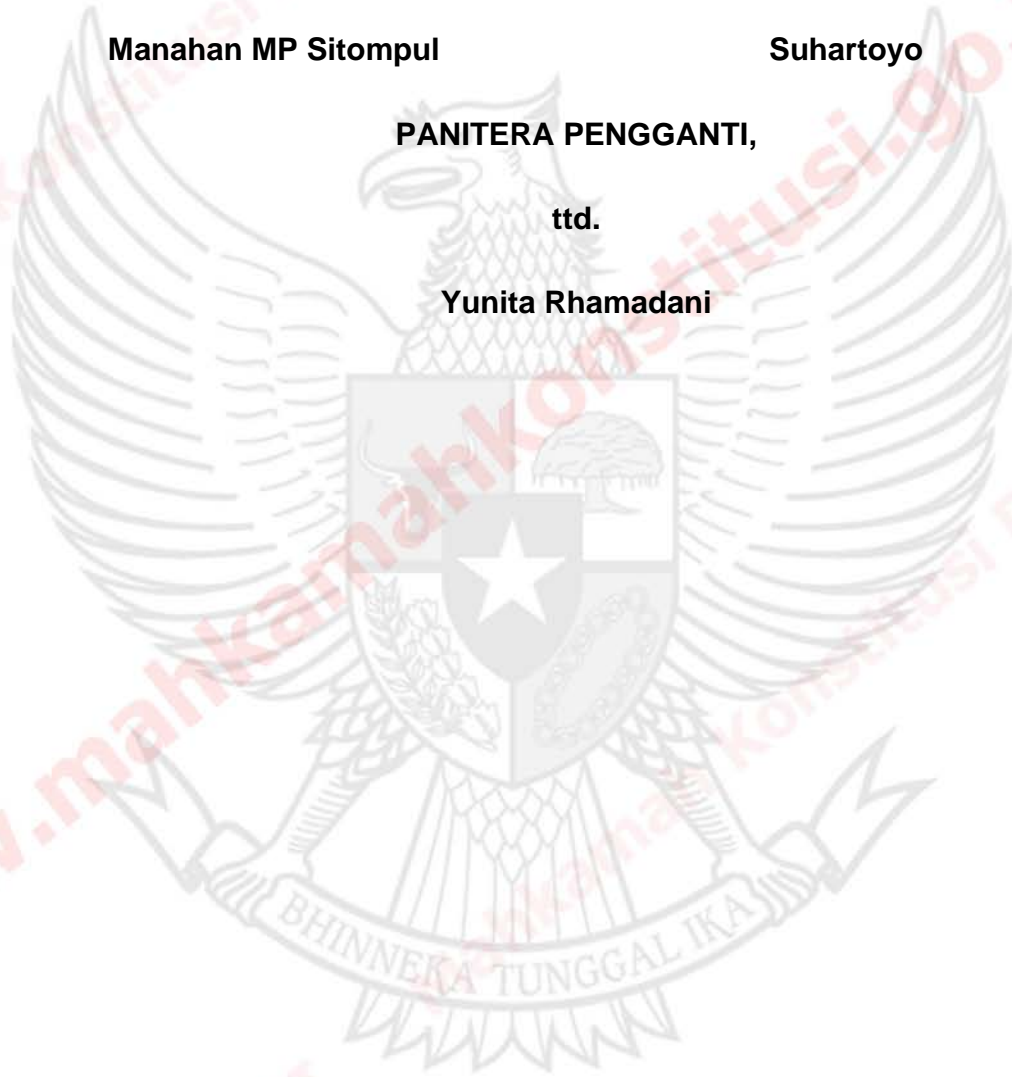 Manahan MP Sitompul Suhartoyo
PANITERA PENGGANTI,
ttd.
Yunita Rhamadani
BHINNEKA TUNGGAL IKA